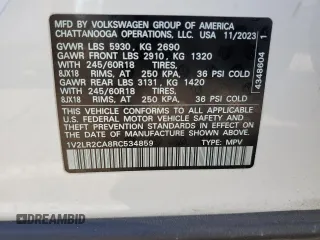 MFD. BY VOLKSWAGEN GROUP OF AMERICA
CHATTANOOGA OPERATIONS, LLC. USA 11/2023
GVWR LBS 5930, KG 2690
GAWR FRONT LBS 2910, KG 1320
WITH 245/60R18 TIRES,
8JX18 RIMS, AT 250 KPA, 36 PSI COLD
GAWR REAR LBS 3131, KG 1420
WITH 245/60R18 TIRES,
8JX18 RIMS, AT 250 KPA, 36 PSI COLD
THIS VEHICLE CONFORMS TO ALL APPLICABLE
U.S. FEDERAL MOTOR VEHICLE SAFETY STANDARDS
IN EFFECT ON THE DATE OF MANUFACTURE SHOWN ABOVE.
1V2LR2CA8RC534859 TYPE: MPV
4348604 1
SIDEMBID